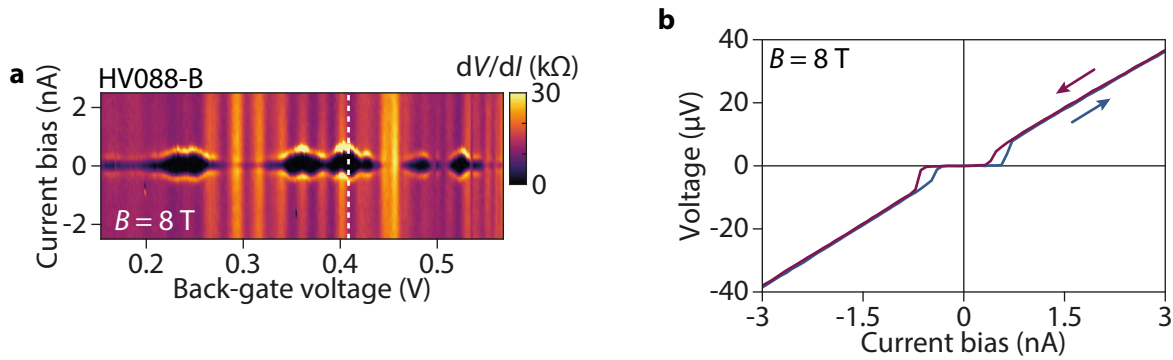 a
HV088-B
dV/dI (kΩ)
30
0
Current bias (nA)
2
0
-2
B = 8 T
0.2 0.3 0.4 0.5
Back-gate voltage (V)
b
B = 8 T
Voltage (µV)
40
20
0
-20
-40
-3 -1.5 0 1.5 3
Current bias (nA)